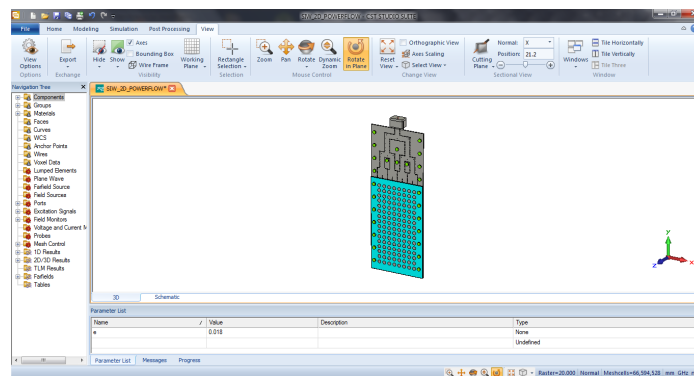 SIW_2D_POWERFLOW - CST STUDIO SUITE
File Home Modeling Simulation Post Processing View
View Options
Export
Hide Show
Axes
Bounding Box
Wire Frame
Working Plane
Rectangle Selection
Zoom Pan Rotate Dynamic Zoom Rotate in Plane
Reset View
Orthographic View
Axes Scaling
Select View
Cutting Plane
Normal: X
Position: 21.2
Windows
Tile Horizontally
Tile Vertically
Tile Three
Options Exchange Visibility Selection Mouse Control Change View Sectional View Window
Navigation Tree
SIW_2D_POWERFLOW*
Components
Groups
Materials
Faces
Curves
WCS
Anchor Points
Wires
Voxel Data
Lumped Elements
Plane Wave
Farfield Source
Field Sources
Ports
Excitation Signals
Field Monitors
Voltage and Current M
Probes
Mesh Control
1D Results
2D/3D Results
TLM Results
Farfields
Tables
y
z x
3D Schematic
Parameter List
Name / Value Description Type
0.018 None
Undefined
Parameter List Messages Progress
Raster=20.000 Normal Meshcells=66,594,528 mm GHz